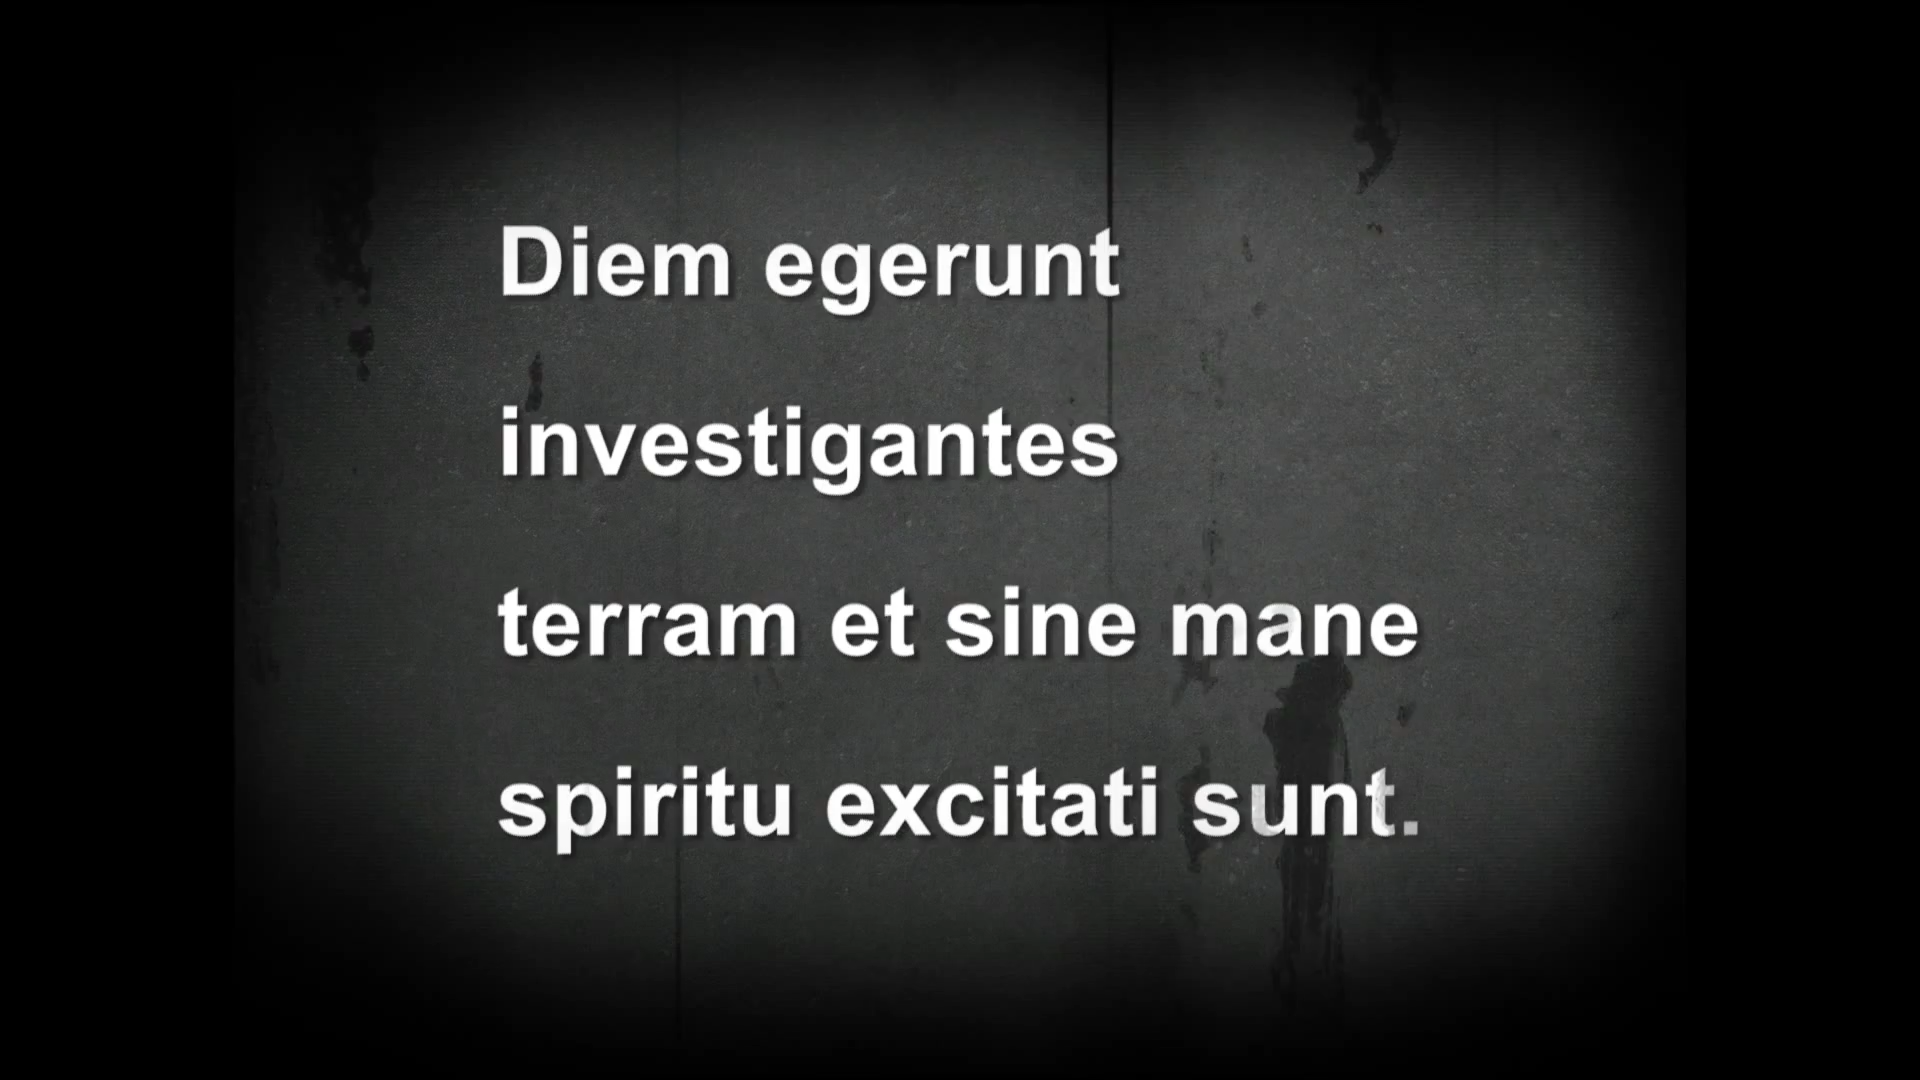 Diem egerunt
investigantes
terram et sine mane
spiritu excitati sunt.